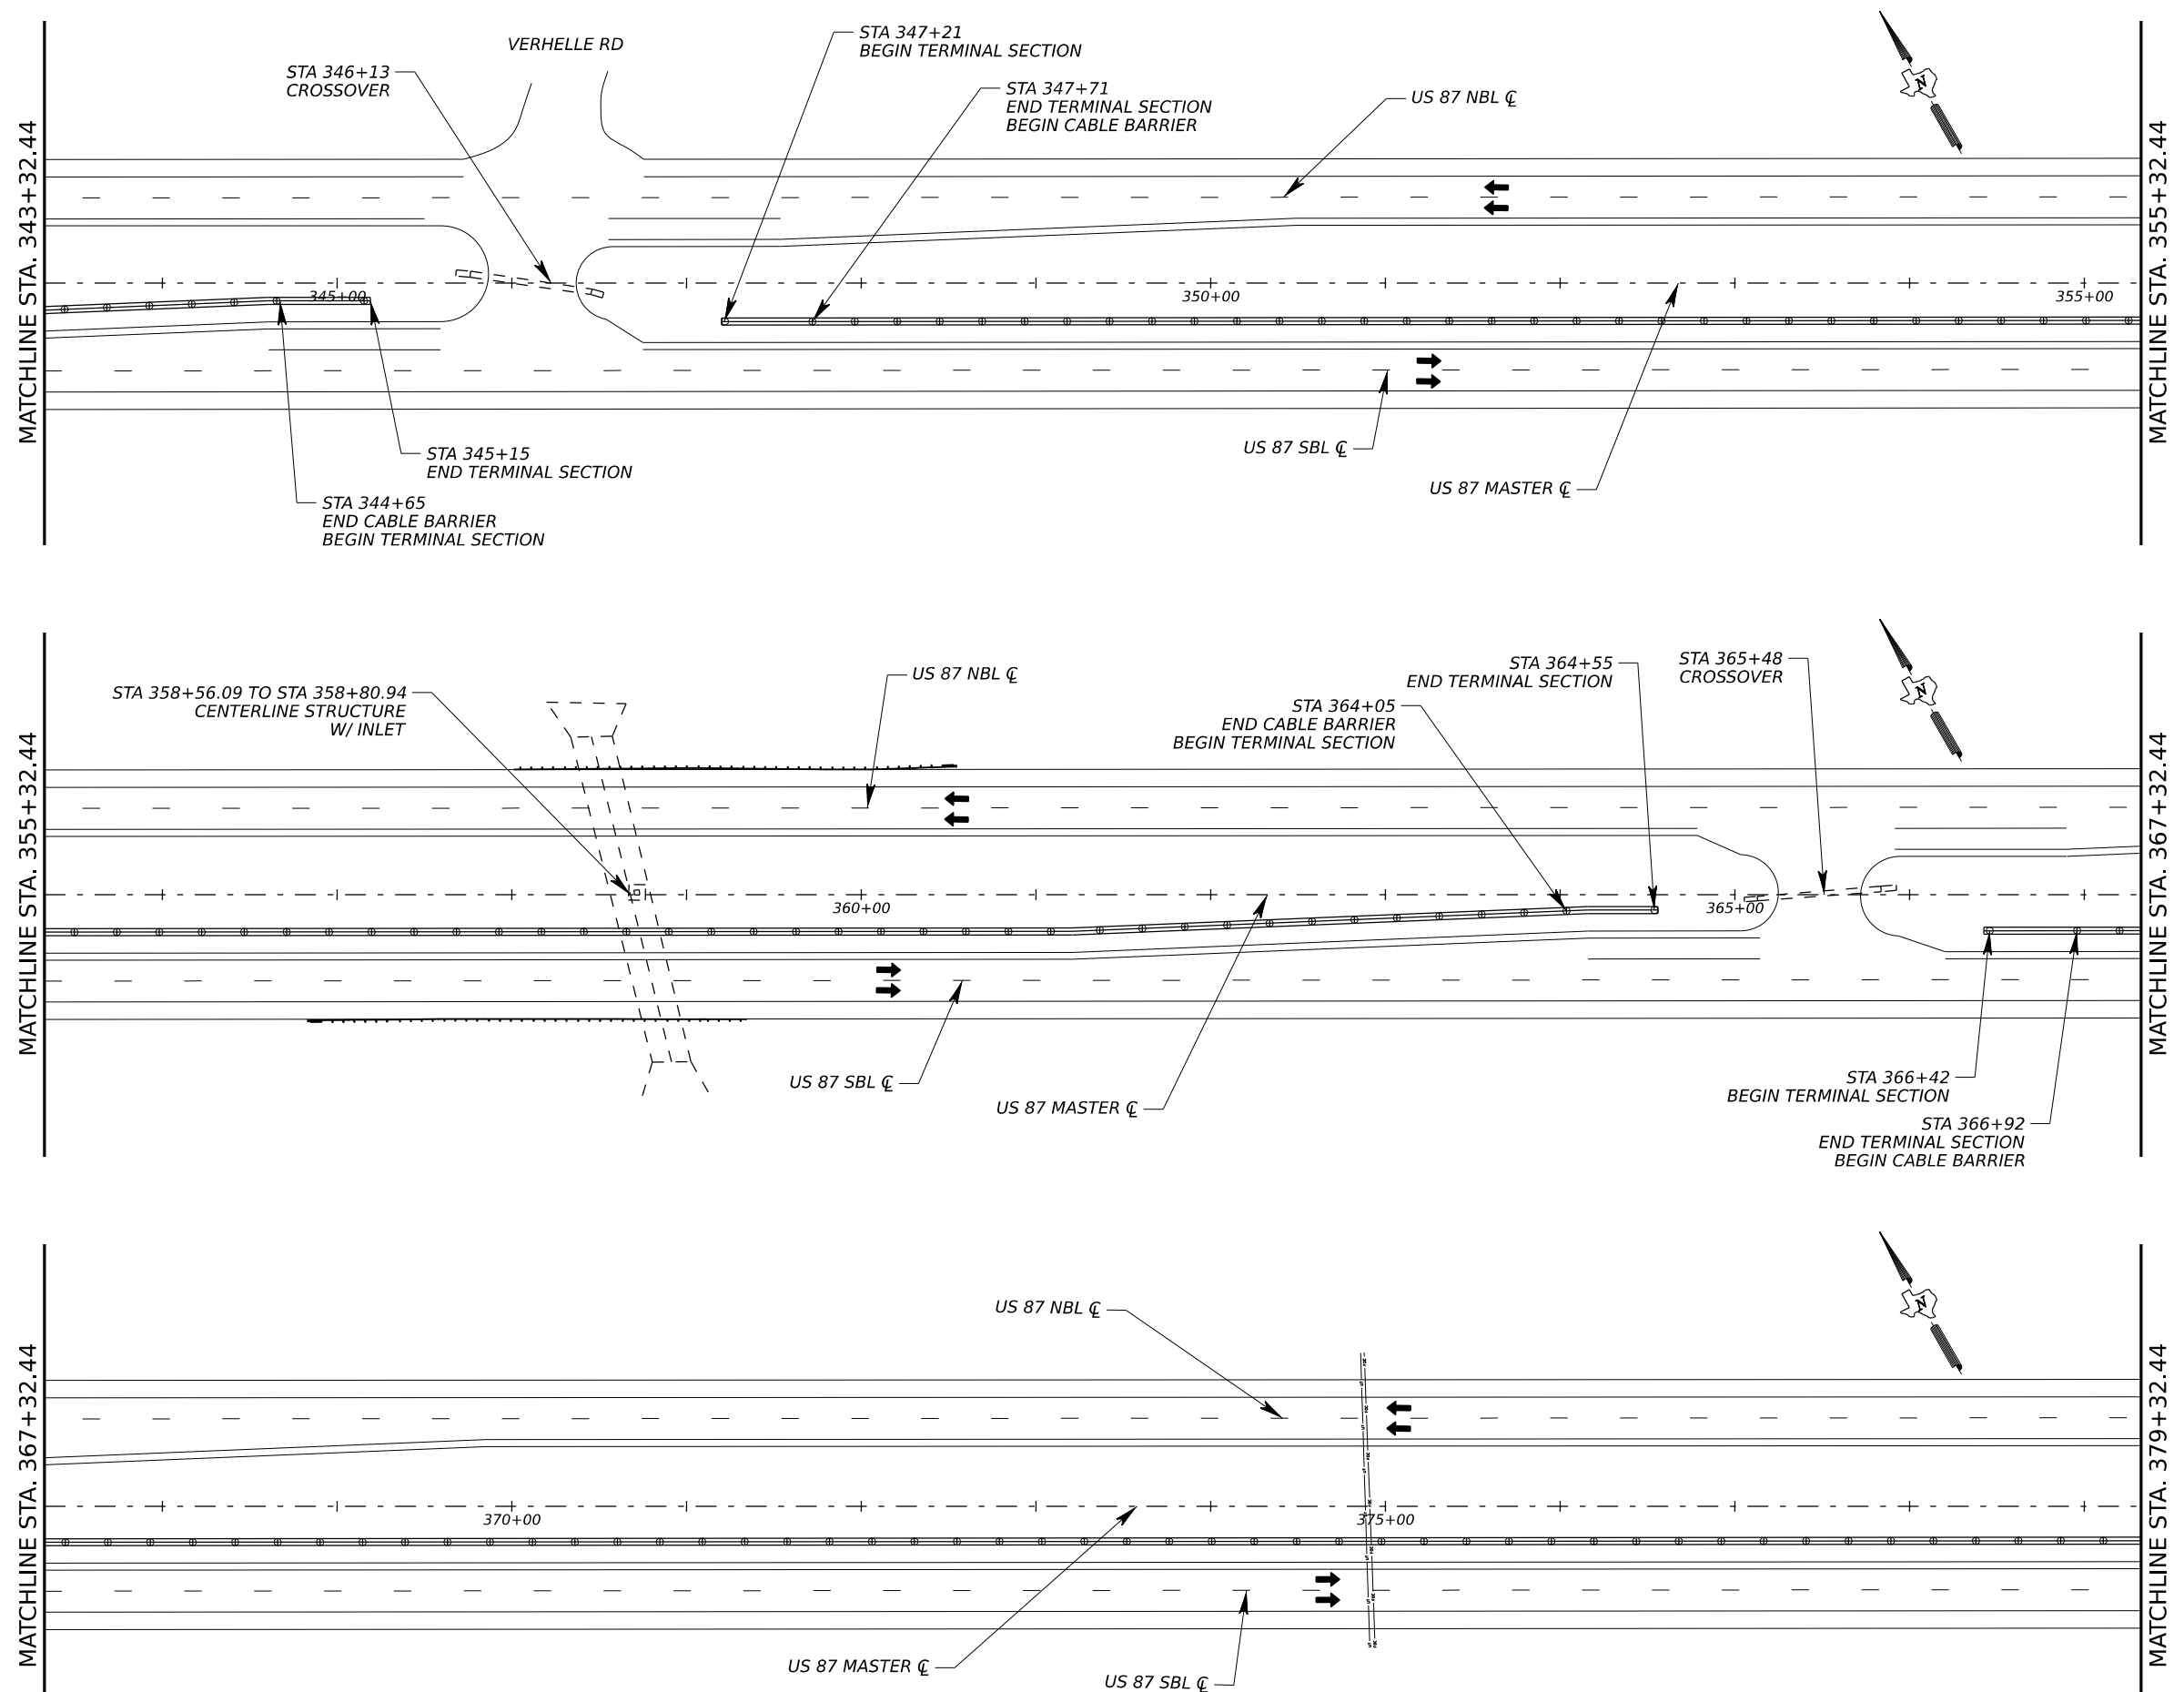 VERHELLE RD
STA 346+13
CROSSOVER
STA 347+21
BEGIN TERMINAL SECTION
STA 347+71
END TERMINAL SECTION
BEGIN CABLE BARRIER
US 87 NBL ℄
N
MATCHLINE STA. 343+32.44
MATCHLINE STA. 355+32.44
345+00
350+00
355+00
STA 345+15
END TERMINAL SECTION
STA 344+65
END CABLE BARRIER
BEGIN TERMINAL SECTION
US 87 SBL ℄
US 87 MASTER ℄
STA 358+56.09 TO STA 358+80.94
CENTERLINE STRUCTURE
W/ INLET
US 87 NBL ℄
STA 364+05
END CABLE BARRIER
BEGIN TERMINAL SECTION
STA 364+55
END TERMINAL SECTION
STA 365+48
CROSSOVER
N
MATCHLINE STA. 355+32.44
MATCHLINE STA. 367+32.44
360+00
365+00
US 87 SBL ℄
US 87 MASTER ℄
STA 366+42
BEGIN TERMINAL SECTION
STA 366+92
END TERMINAL SECTION
BEGIN CABLE BARRIER
US 87 NBL ℄
N
MATCHLINE STA. 367+32.44
MATCHLINE STA. 379+32.44
370+00
375+00
US 87 MASTER ℄
US 87 SBL ℄